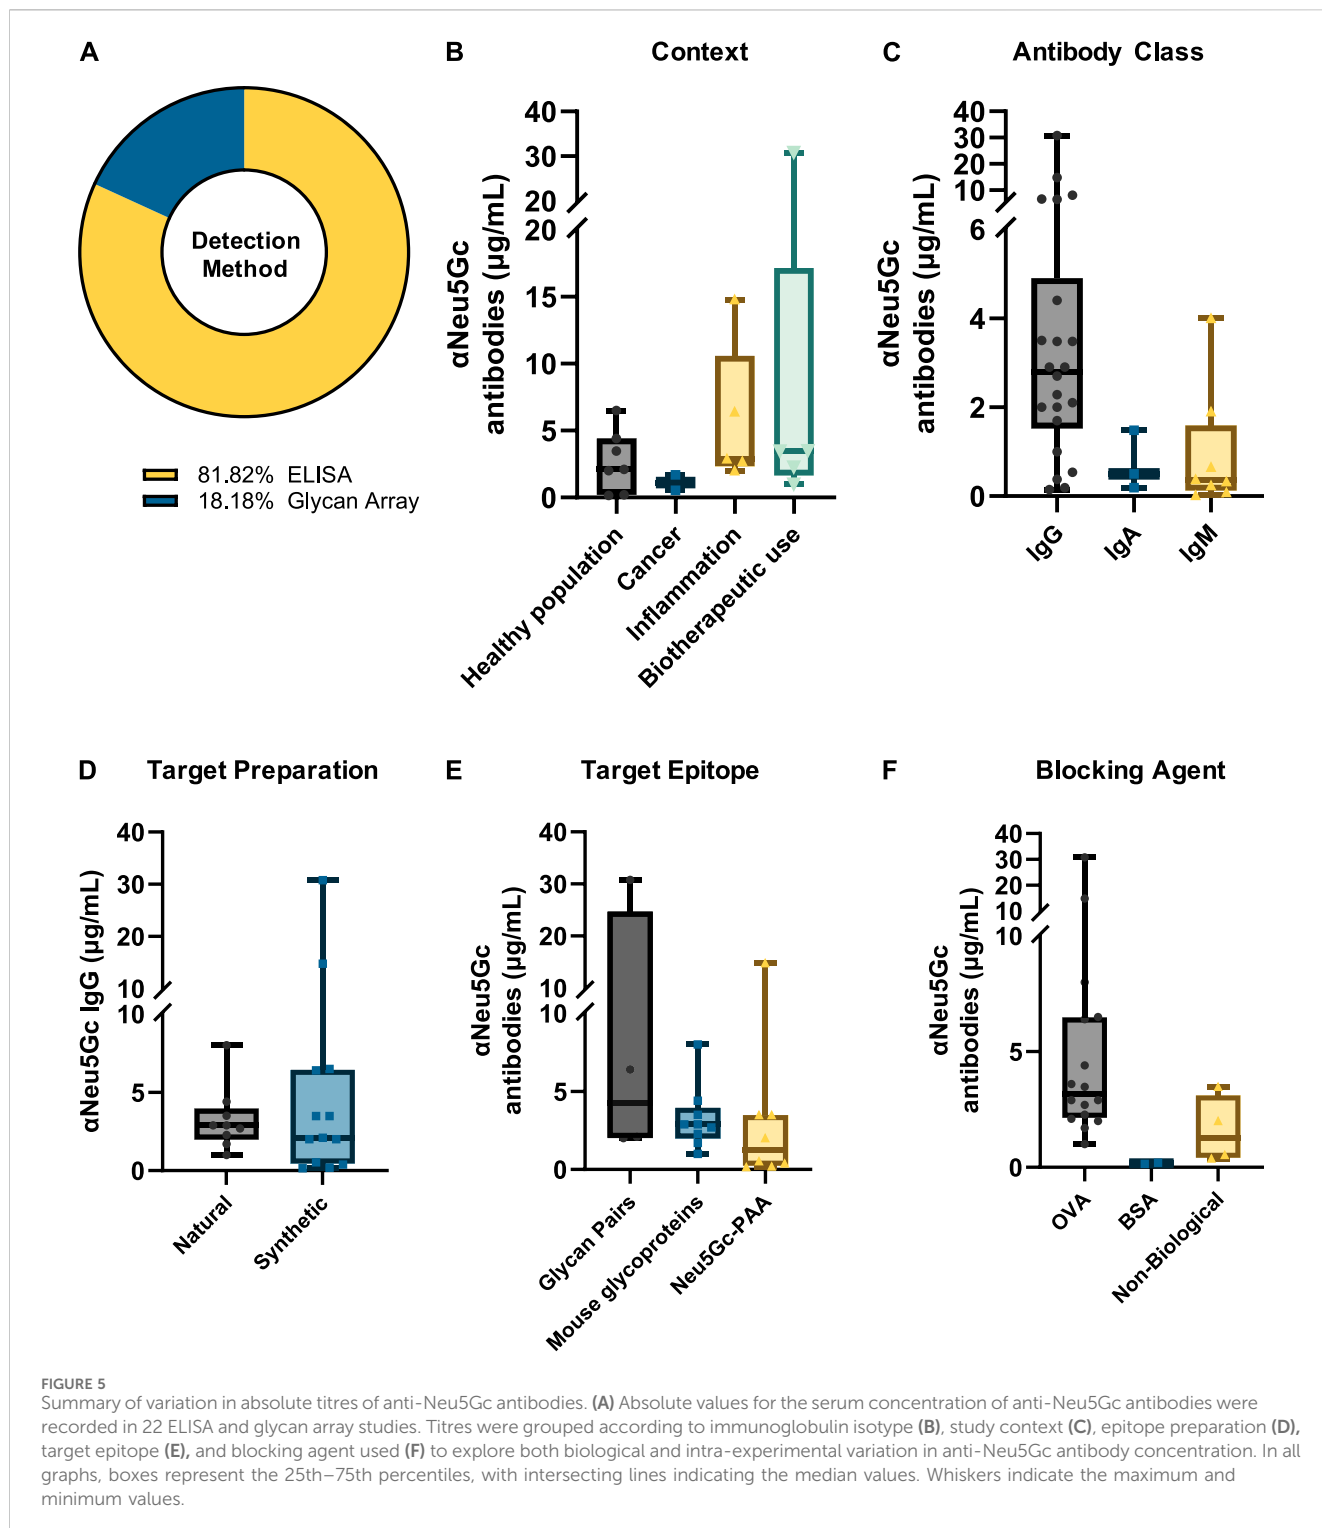 A
Detection
Method
81.82% ELISA
18.18% Glycan Array
B
Context
αNeu5Gc
antibodies (µg/mL)
40
30
20
20
15
10
5
0
Healthy population
Cancer
Inflammation
Biotherapeutic use
C
Antibody Class
αNeu5Gc
antibodies (µg/mL)
40
30
20
10
6
4
2
0
IgG
IgA
IgM
D
Target Preparation
αNeu5Gc IgG (µg/mL)
40
30
20
10
10
5
0
Natural
Synthetic
E
Target Epitope
αNeu5Gc
antibodies (µg/mL)
40
30
20
10
10
5
0
Glycan Pairs
Mouse glycoproteins
Neu5Gc-PAA
F
Blocking Agent
αNeu5Gc
antibodies (µg/mL)
40
30
20
10
10
5
0
OVA
BSA
Non-Biological
FIGURE 5
Summary of variation in absolute titres of anti-Neu5Gc antibodies. (A) Absolute values for the serum concentration of anti-Neu5Gc antibodies were
recorded in 22 ELISA and glycan array studies. Titres were grouped according to immunoglobulin isotype (B), study context (C), epitope preparation (D),
target epitope (E), and blocking agent used (F) to explore both biological and intra-experimental variation in anti-Neu5Gc antibody concentration. In all
graphs, boxes represent the 25th–75th percentiles, with intersecting lines indicating the median values. Whiskers indicate the maximum and
minimum values.